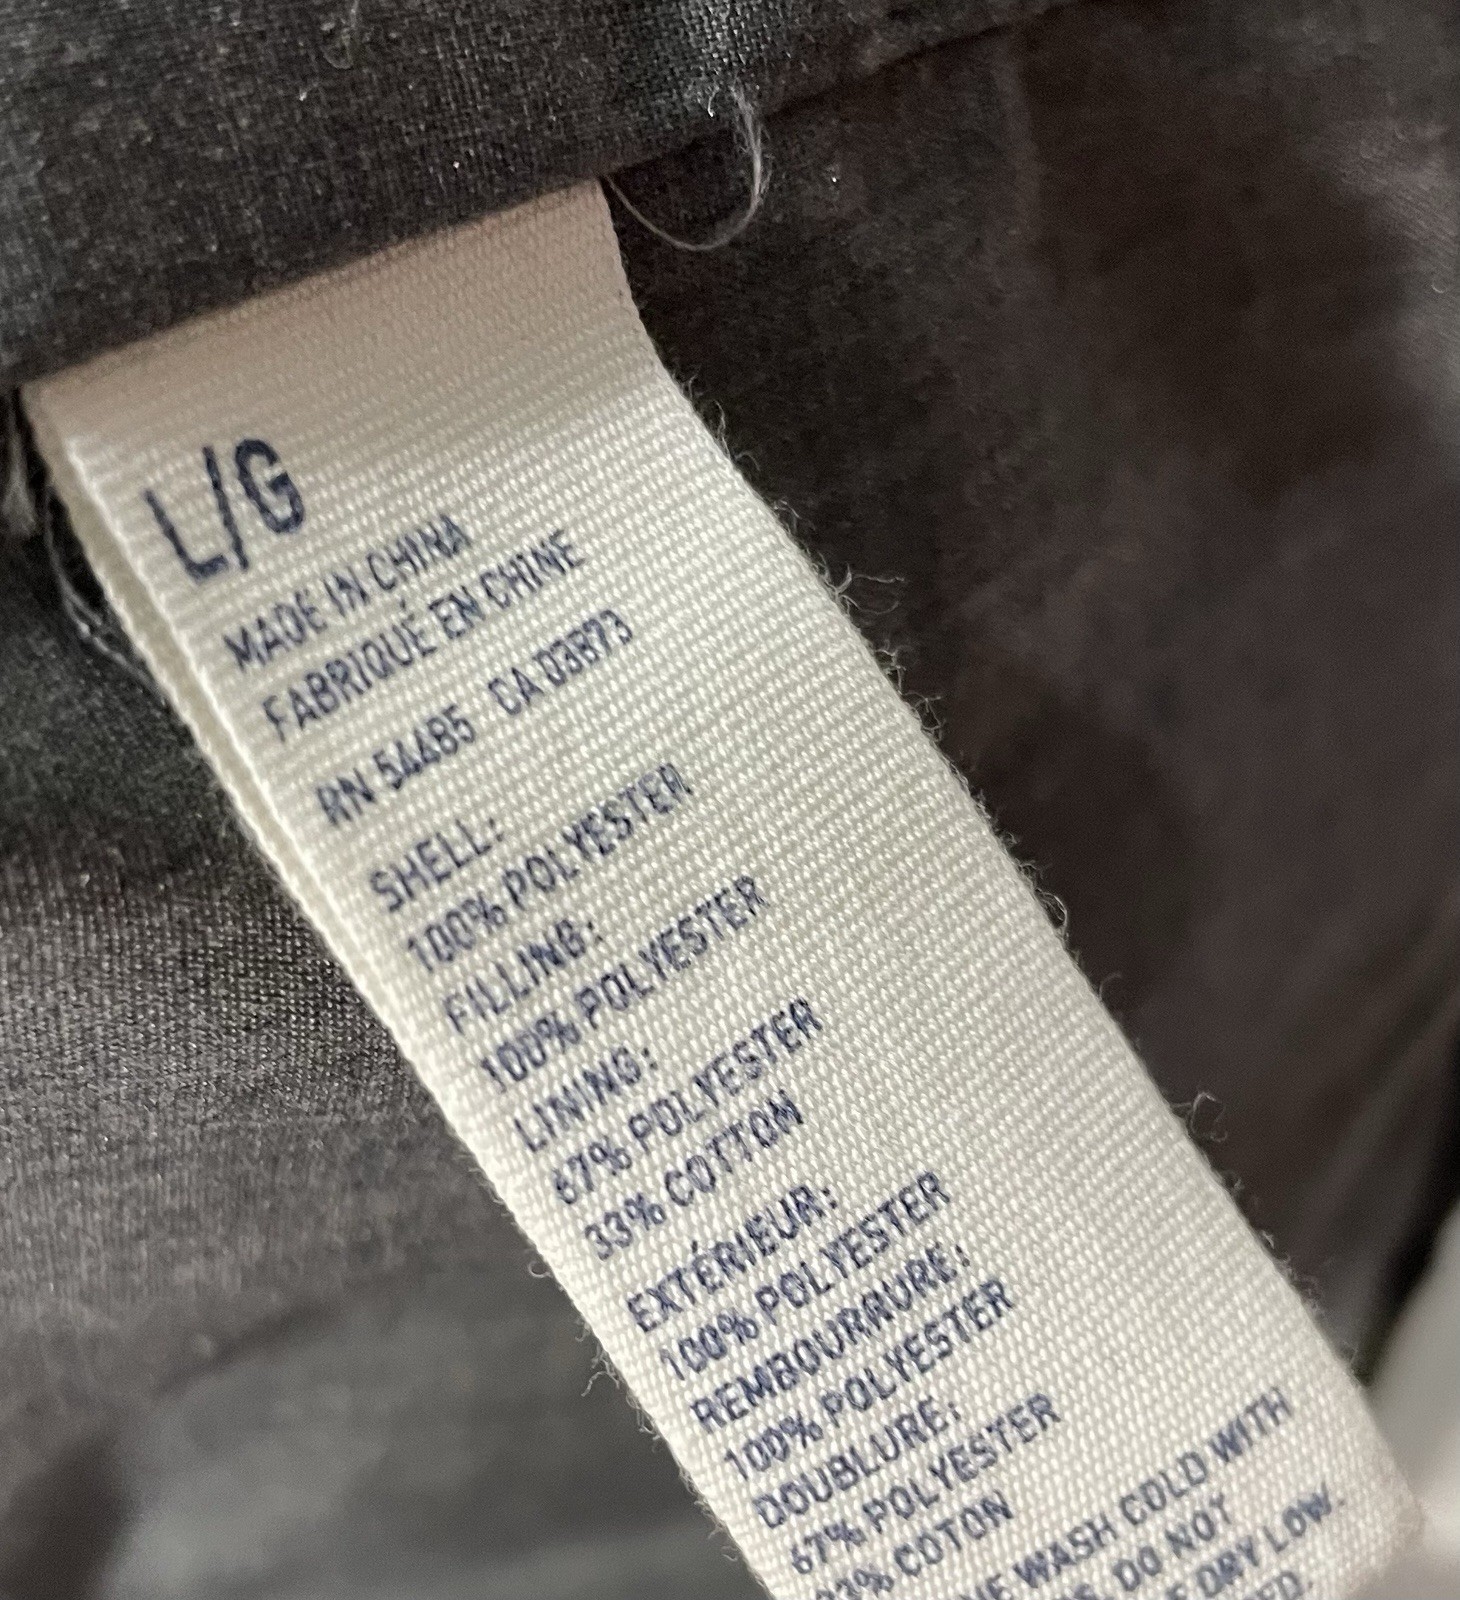 L/G
MADE IN CHINA
FABRIQUÉ EN CHINE
RN 54485 CA 03873
SHELL:
100% POLYESTER
FILLING:
100% POLYESTER
LINING:
67% POLYESTER
33% COTTON
EXTÉRIEUR:
100% POLYESTER
REMBOURRURE:
100% POLYESTER
DOUBLURE:
67% POLYESTER
33% COTON
WASH COLD WITH
DO NOT
DRY LOW.